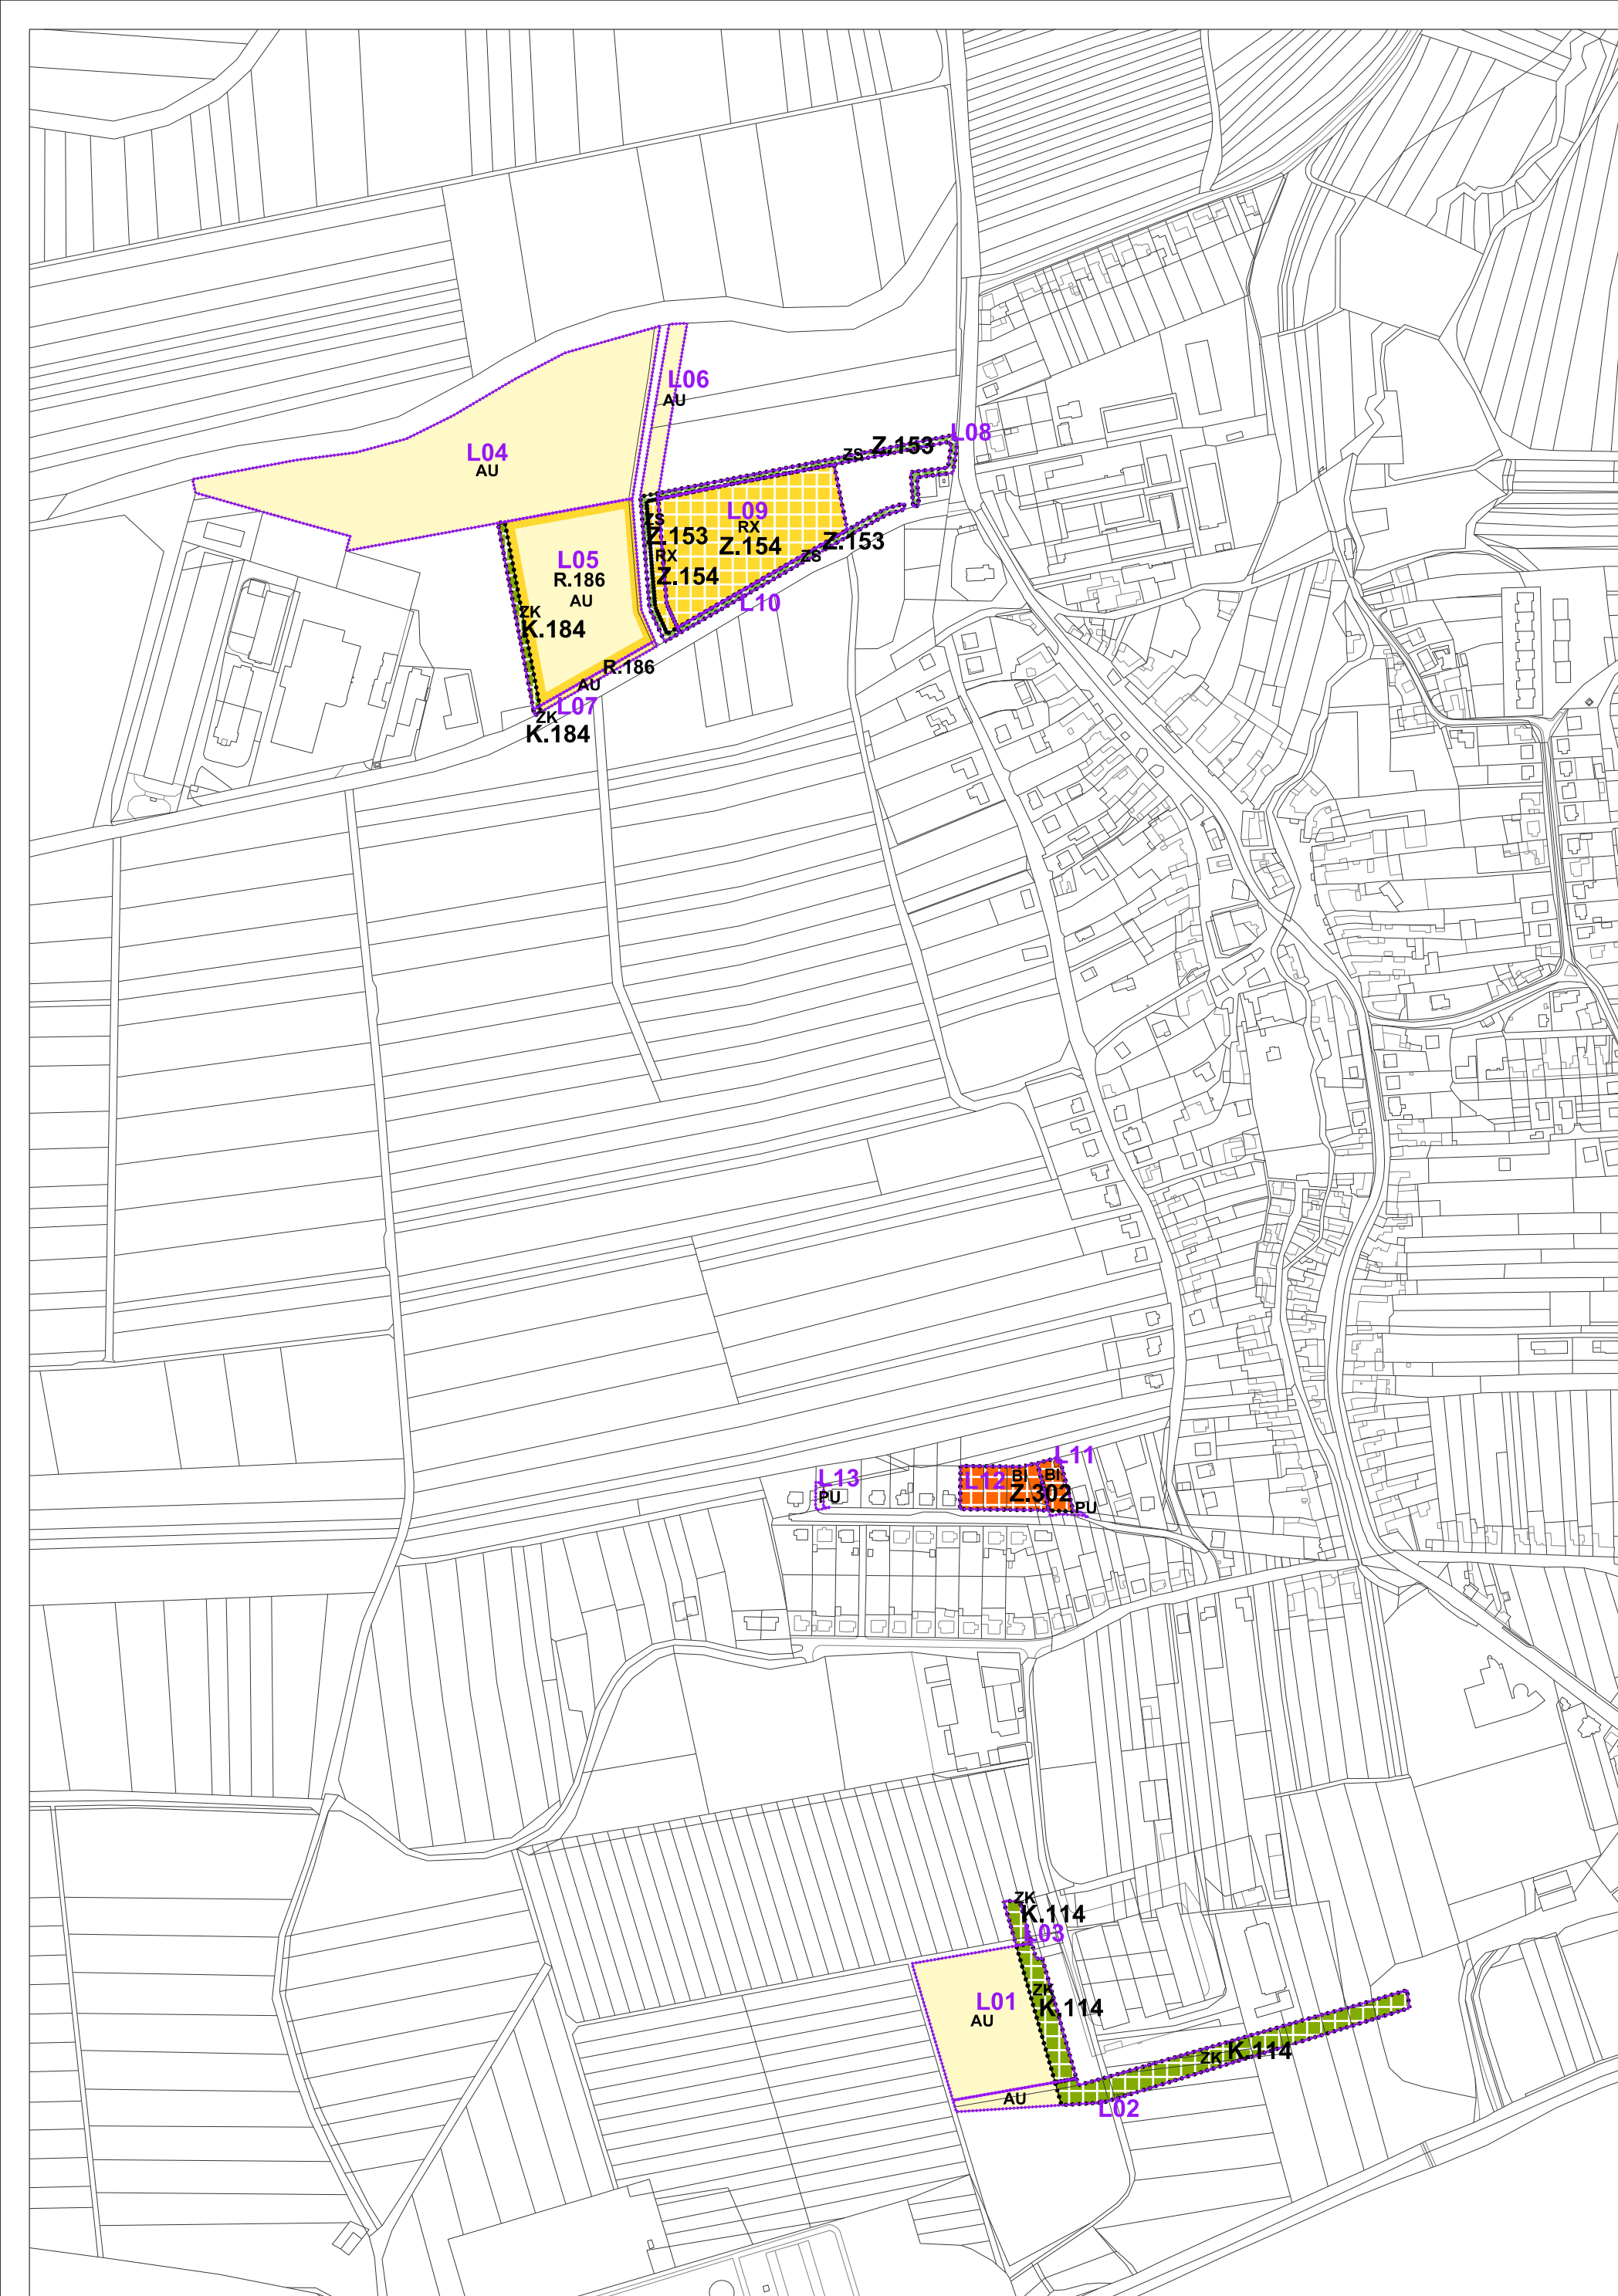 L06
AU
L04
AU
L08
ZS Z.153
L09
RX
Z.154
ZS
Z.153
RX
Z.154
Z.153
ZS
L10
L05
R.186
AU
ZK
K.184
R.186
AU
L07
ZK
K.184
L11
L13
PU
L12
BI
BI
Z.302
PU
ZK
K.114
L03
ZK
K.114
L01
AU
ZK K.114
AU
L02